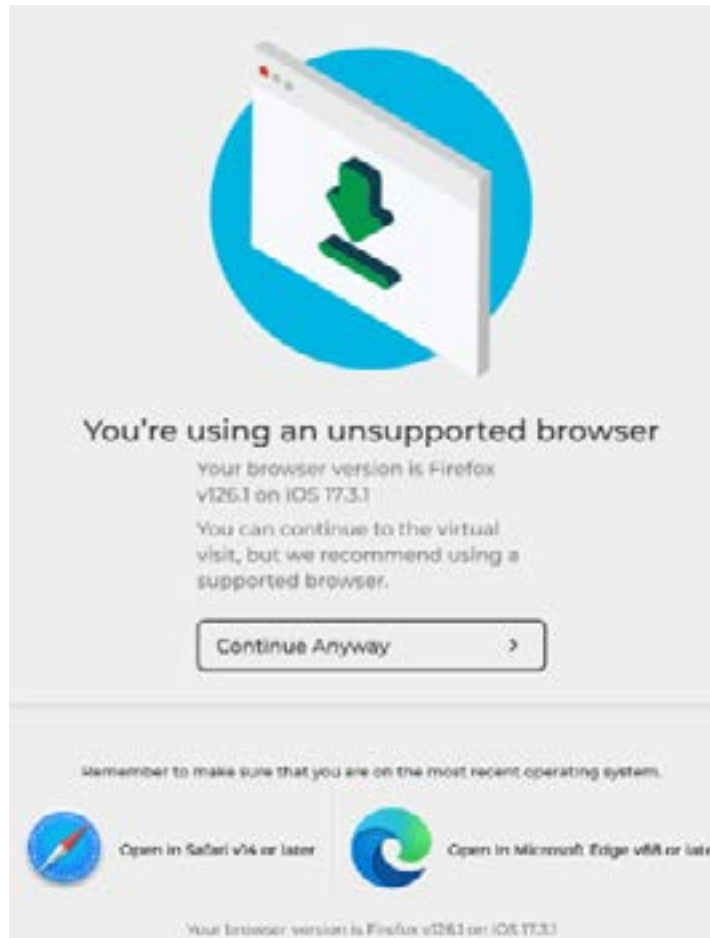 You're using an unsupported browser
Your browser version is Firefox
v126.1 on iOS 17.3.1
You can continue to the virtual
visit, but we recommend using a
supported browser.
Continue Anyway
Remember to make sure that you are on the most recent operating system.
Open in Safari v14 or later
Open in Microsoft Edge v88 or late
Your browser version is Firefox v126.1 on iOS 17.3.1